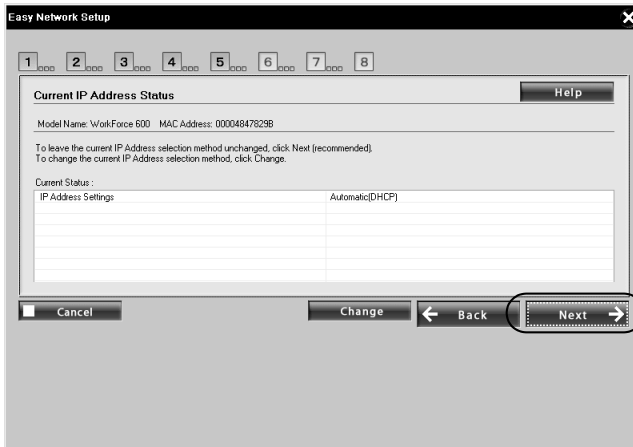 Easy Network Setup
1 2 3 4 5 6 7 8
Current IP Address Status
Help
Model Name: WorkForce 600 MAC Address: 00004847829B
To leave the current IP Address selection method unchanged, click Next (recommended).
To change the current IP Address selection method, click Change.
Current Status :
IP Address Settings Automatic(DHCP)
Cancel Change Back Next